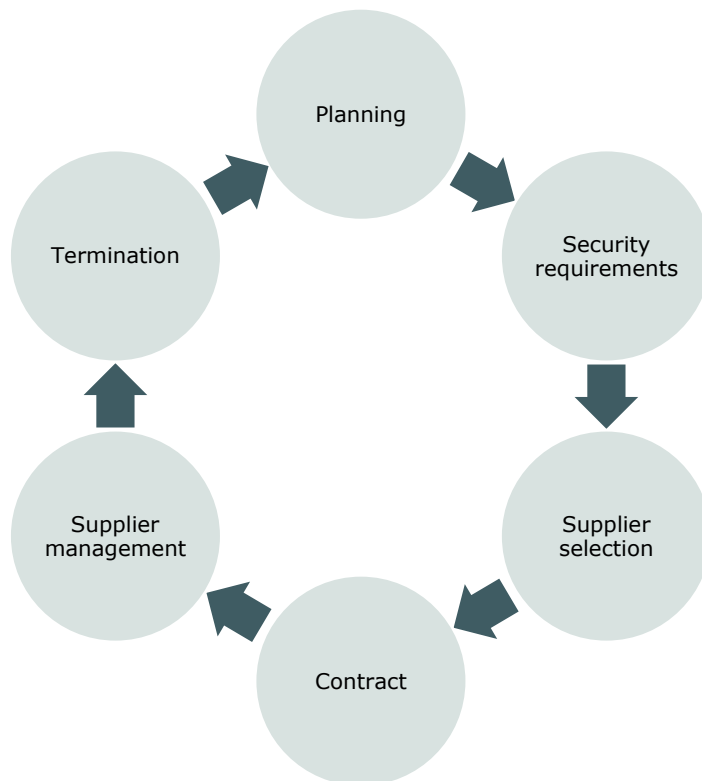 Planning
Security
requirements
Supplier
selection
Contract
Supplier
management
Termination